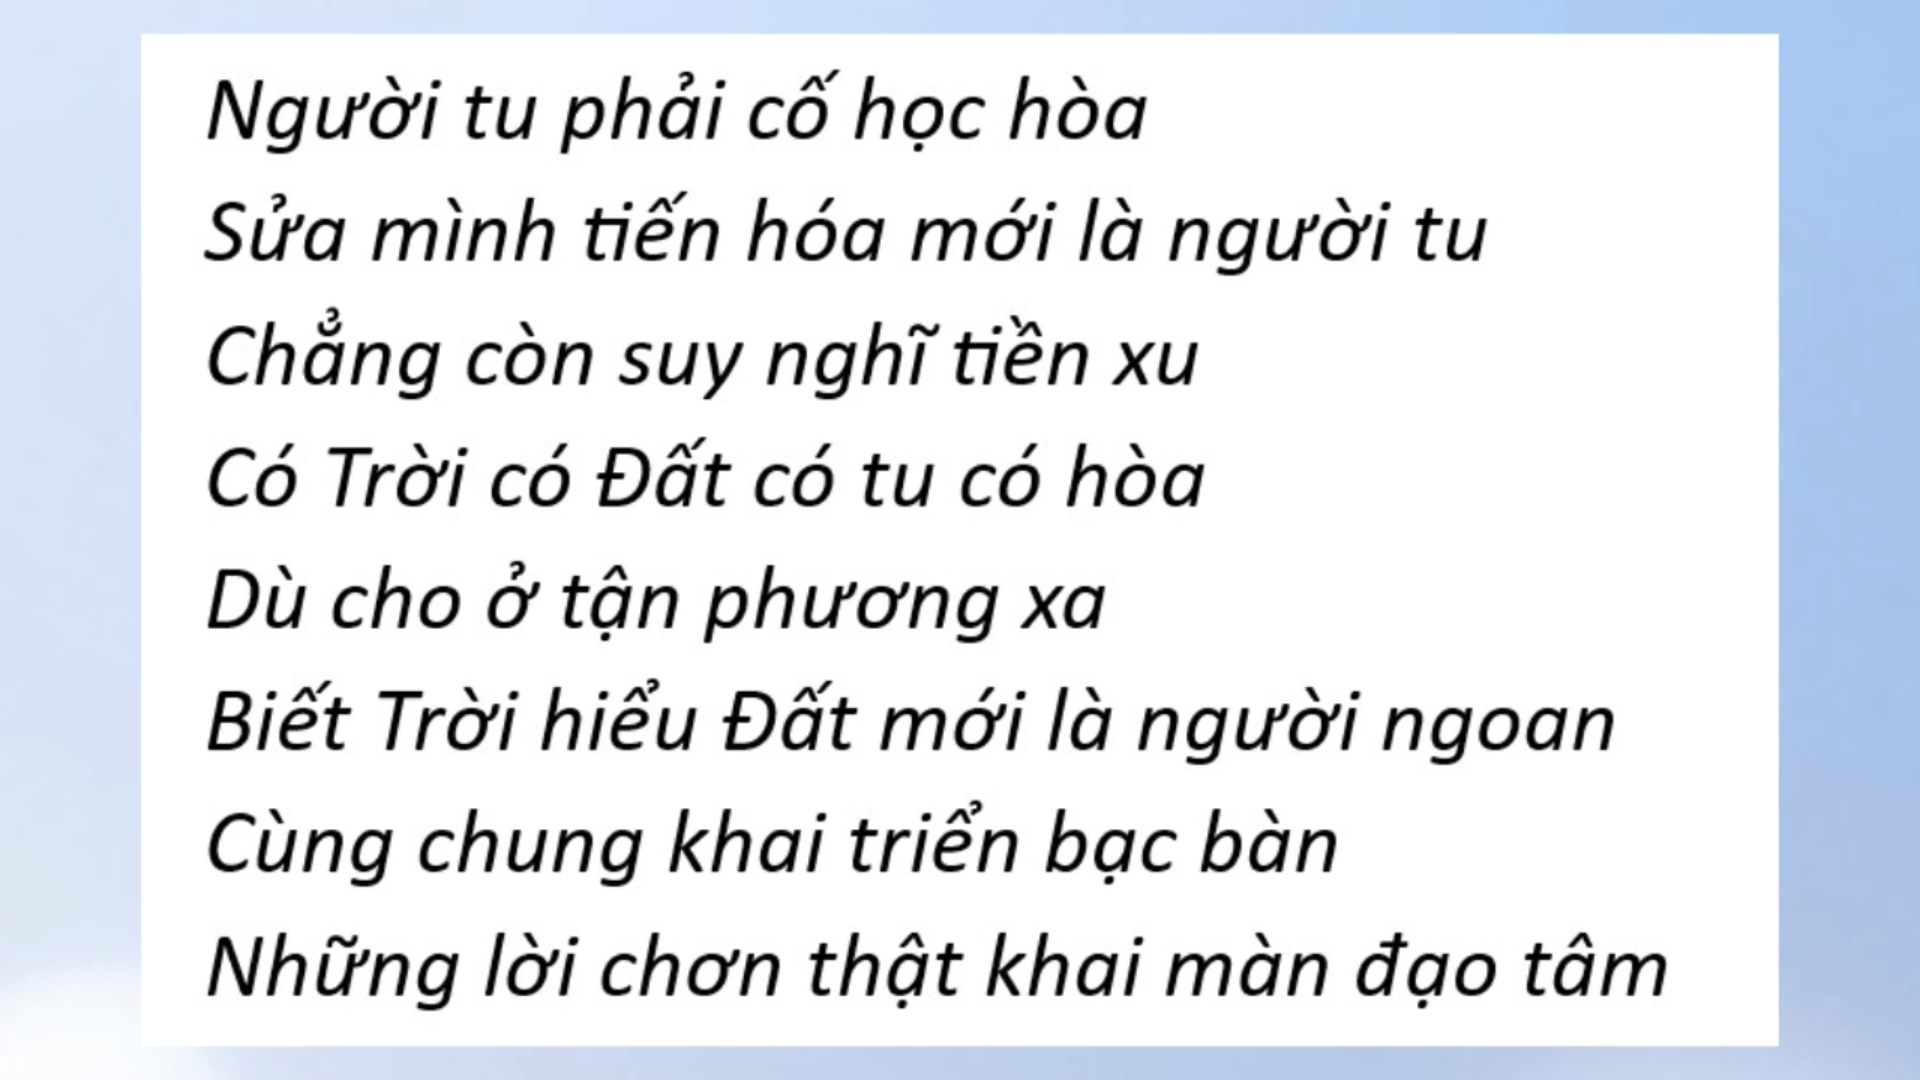 Người tu phải cố học hòa
Sửa mình tiến hóa mới là người tu
Chẳng còn suy nghĩ tiền xu
Có Trời có Đất có tu có hòa
Dù cho ở tận phương xa
Biết Trời hiểu Đất mới là người ngoan
Cùng chung khai triển bạc bàn
Những lời chơn thật khai màn đạo tâm